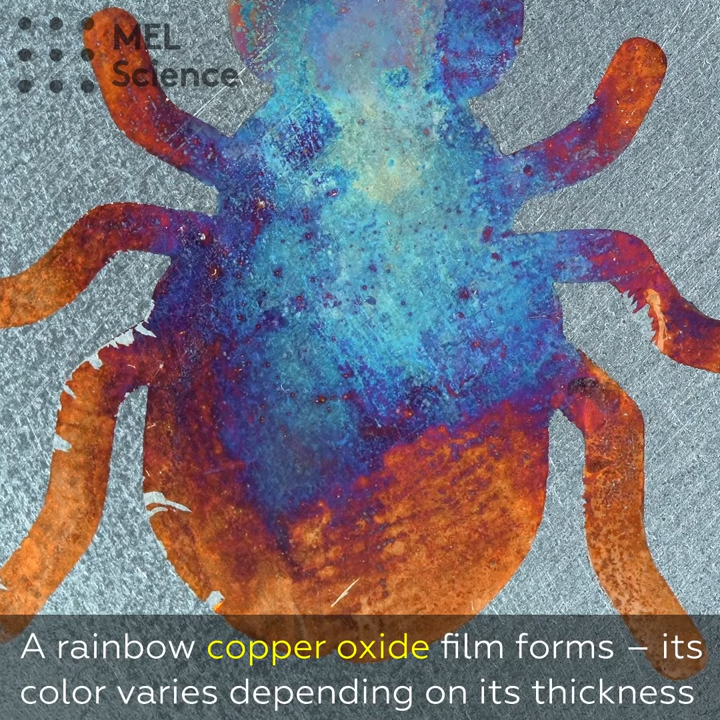 MEL
Science
A rainbow copper oxide film forms – its
color varies depending on its thickness